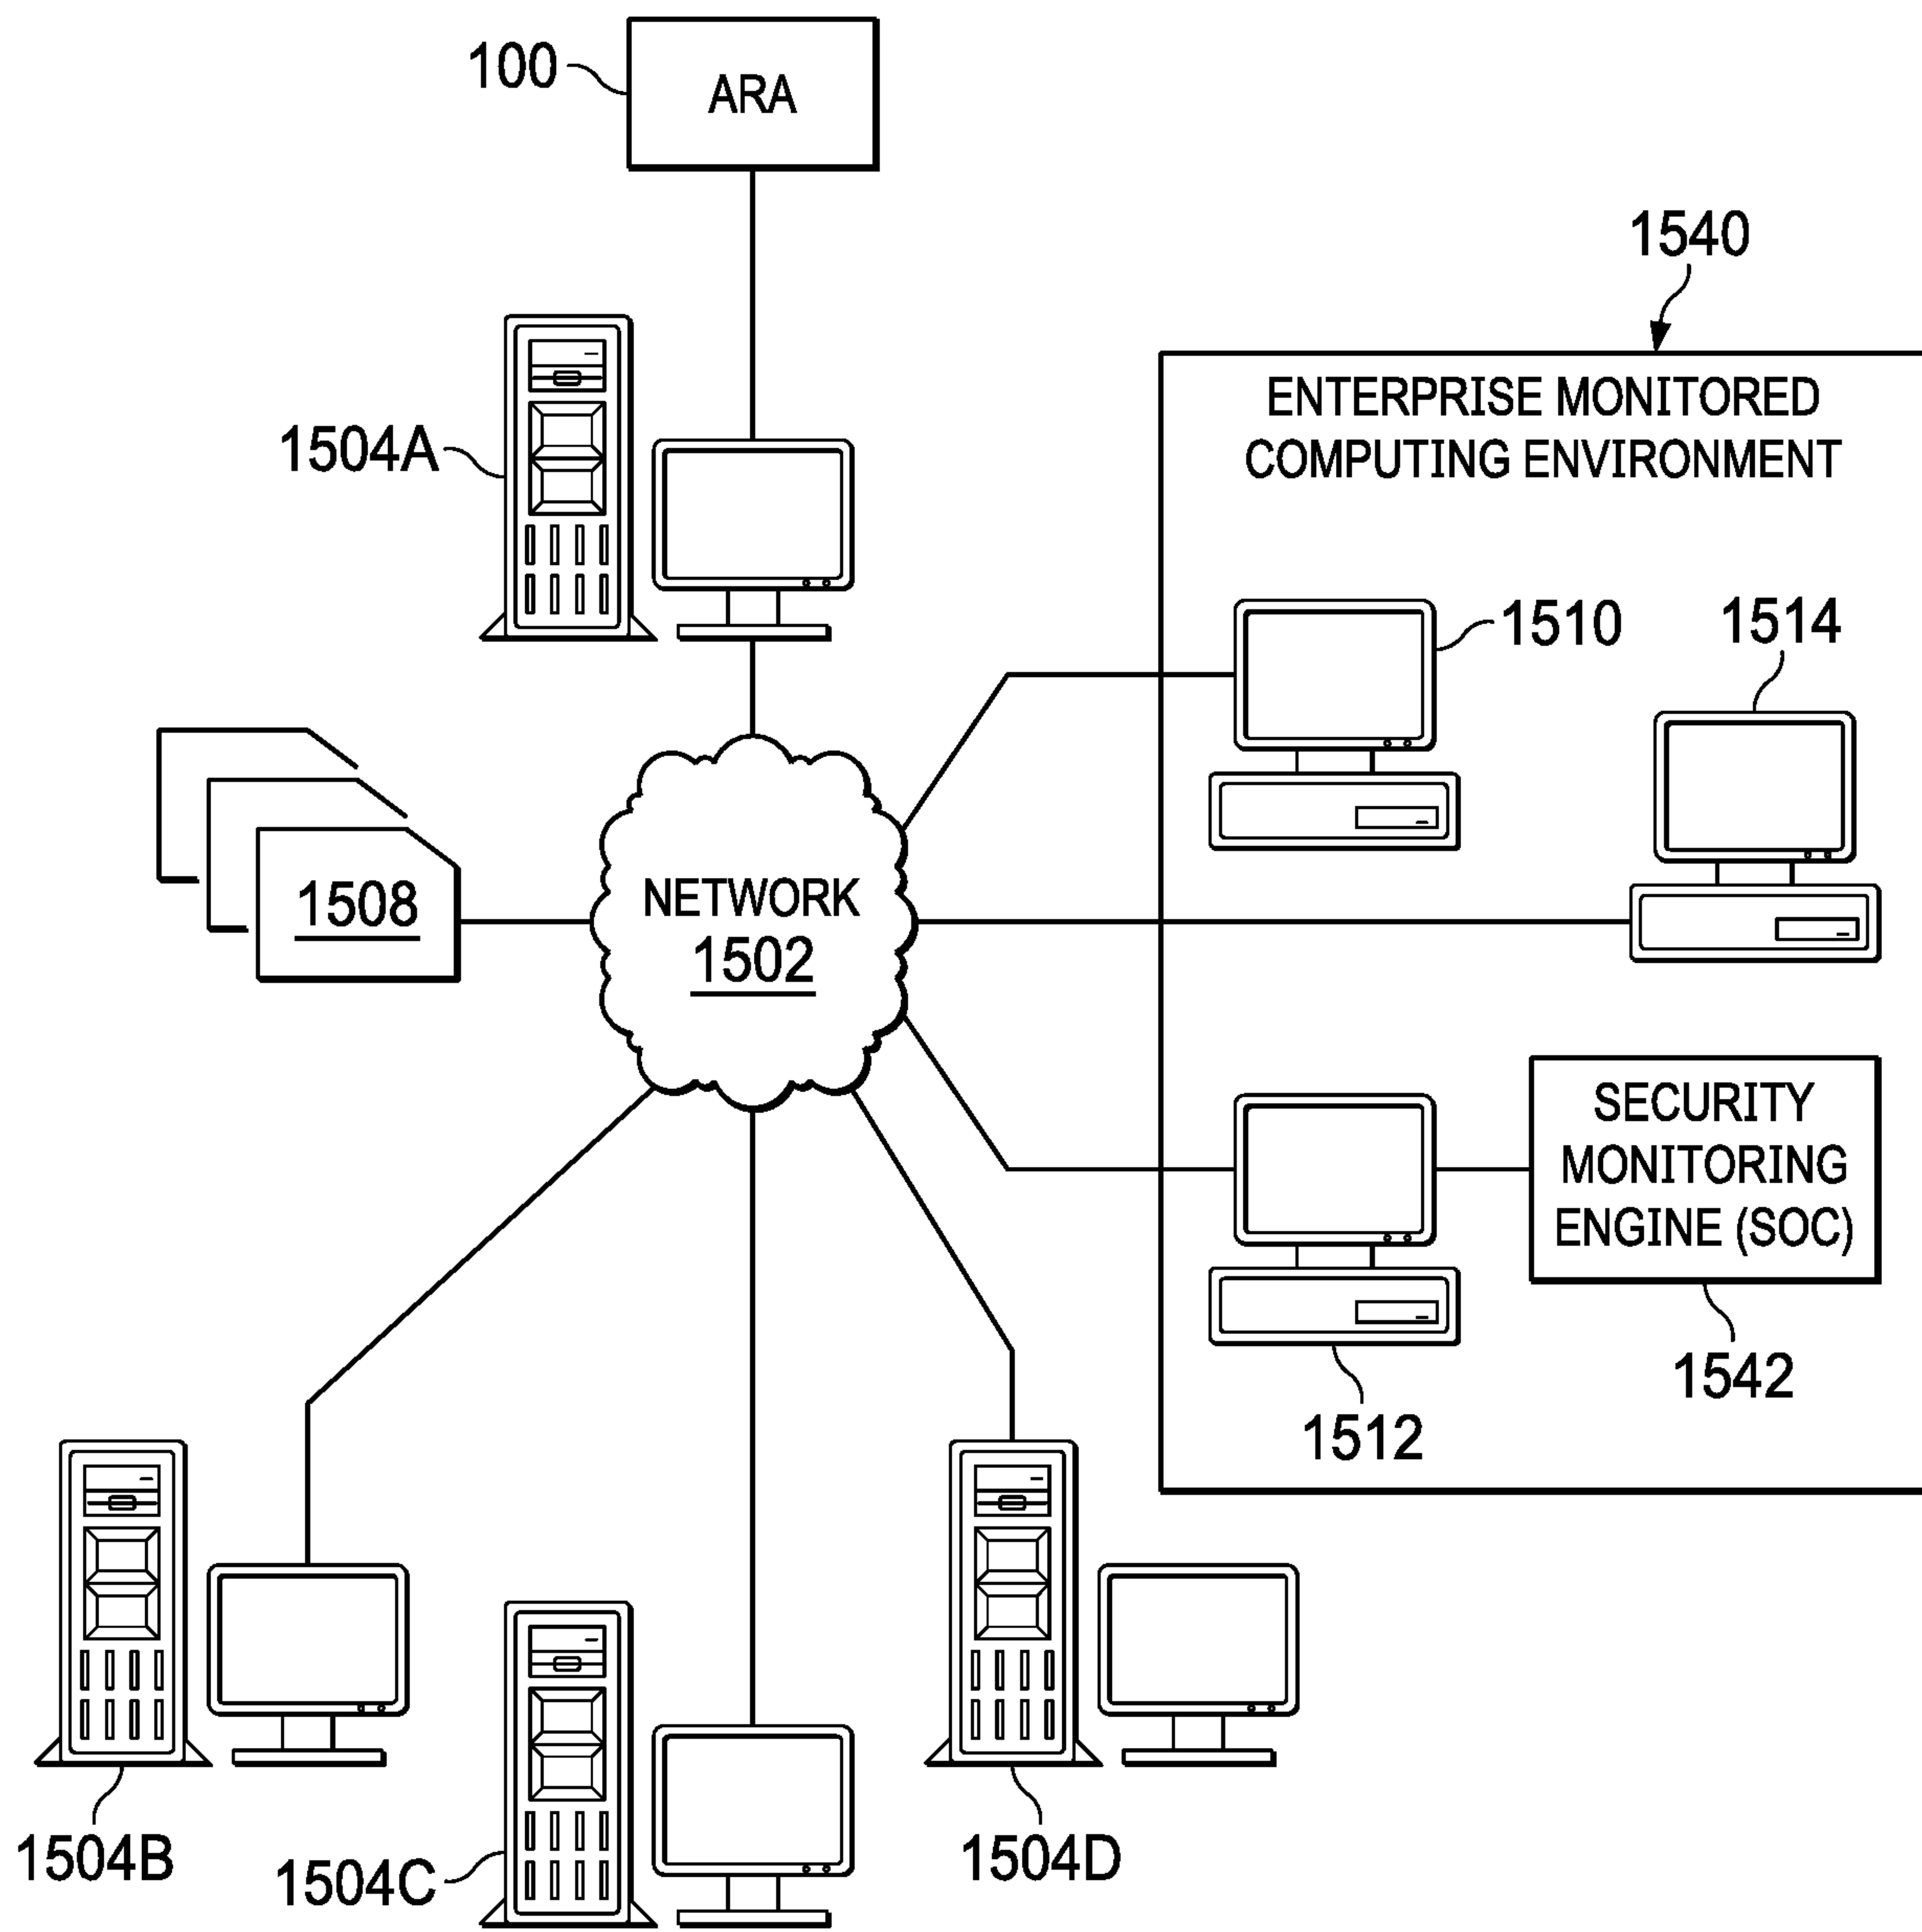 100
ARA
1540
ENTERPRISE MONITORED
COMPUTING ENVIRONMENT
1504A
1510
1514
1508
NETWORK
1502
SECURITY
MONITORING
ENGINE (SOC)
1542
1512
1504B
1504C
1504D